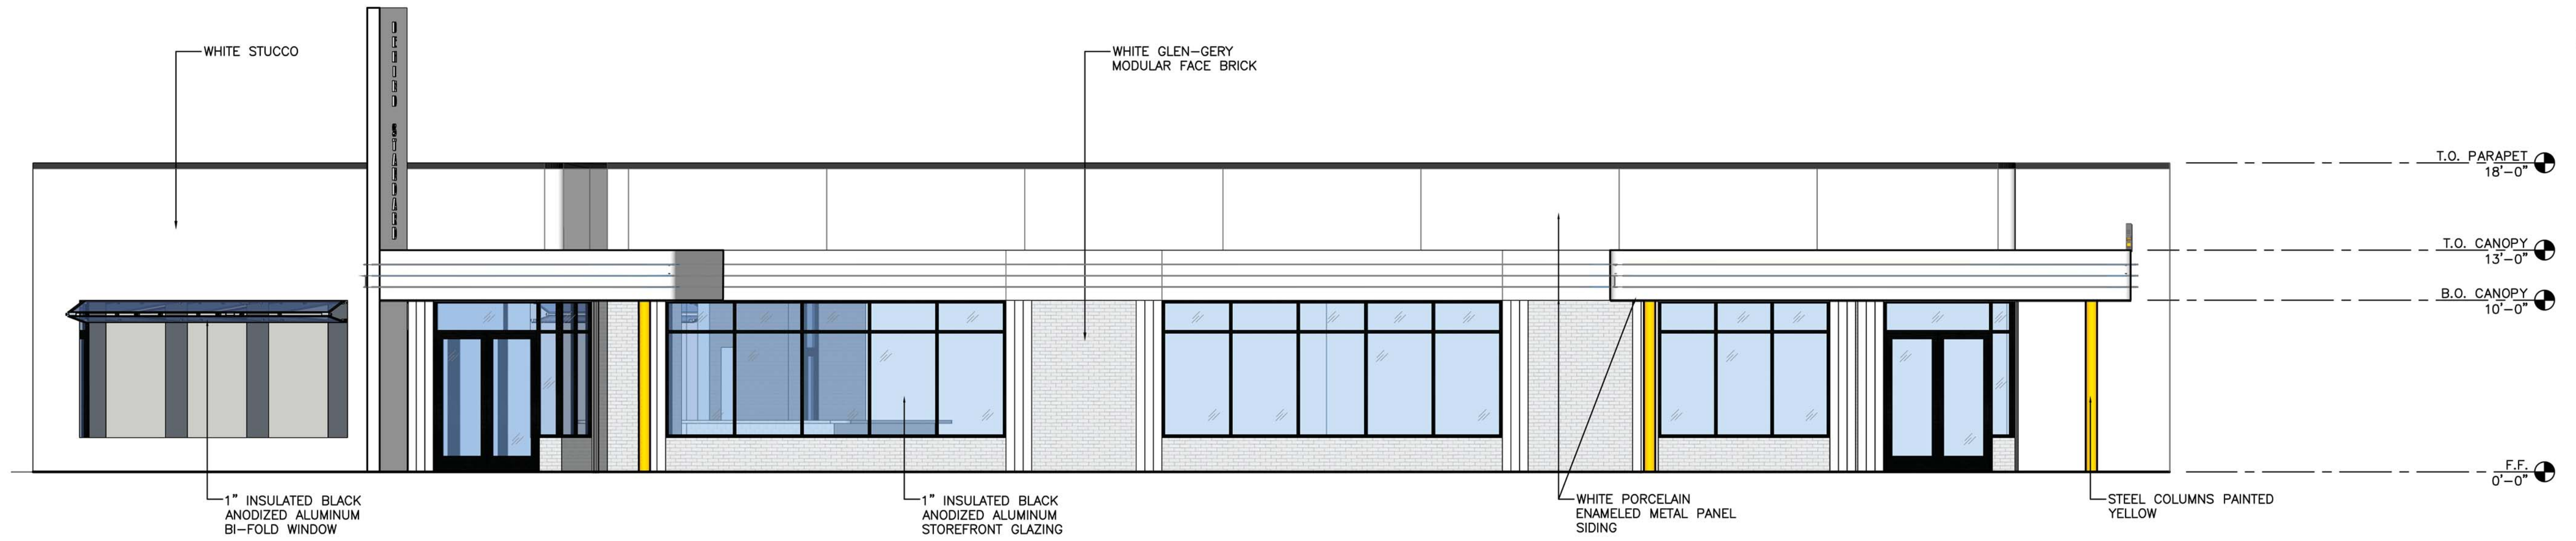 WHITE STUCCO
WHITE GLEN-GERY
MODULAR FACE BRICK
T.O. PARAPET
18'-0"
T.O. CANOPY
13'-0"
B.O. CANOPY
10'-0"
F.F.
0'-0"
1" INSULATED BLACK
ANODIZED ALUMINUM
BI-FOLD WINDOW
1" INSULATED BLACK
ANODIZED ALUMINUM
STOREFRONT GLAZING
WHITE PORCELAIN
ENAMELED METAL PANEL
SIDING
STEEL COLUMNS PAINTED
YELLOW